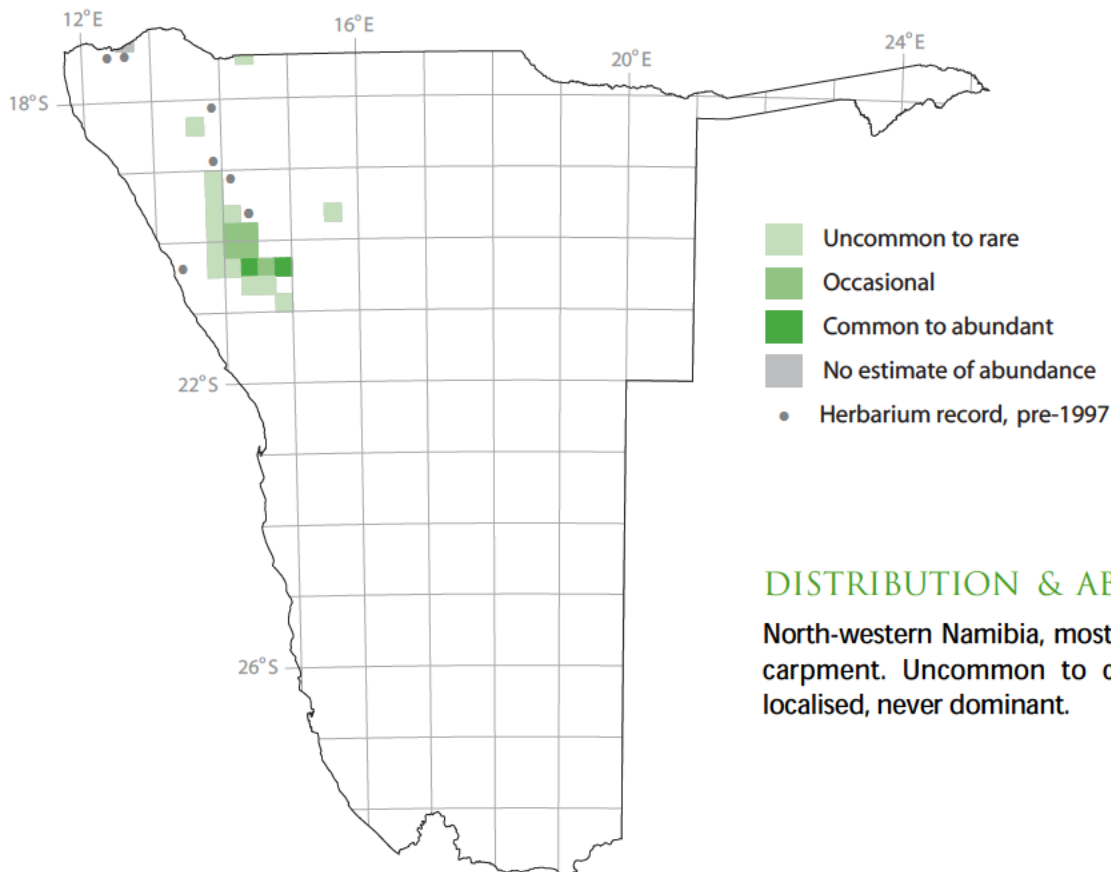 12°E
16°E
20°E
24°E
18°S
22°S
26°S
Uncommon to rare
Occasional
Common to abundant
No estimate of abundance
Herbarium record, pre-1997
DISTRIBUTION & AB
North-western Namibia, most
carpment. Uncommon to
localised, never dominant.